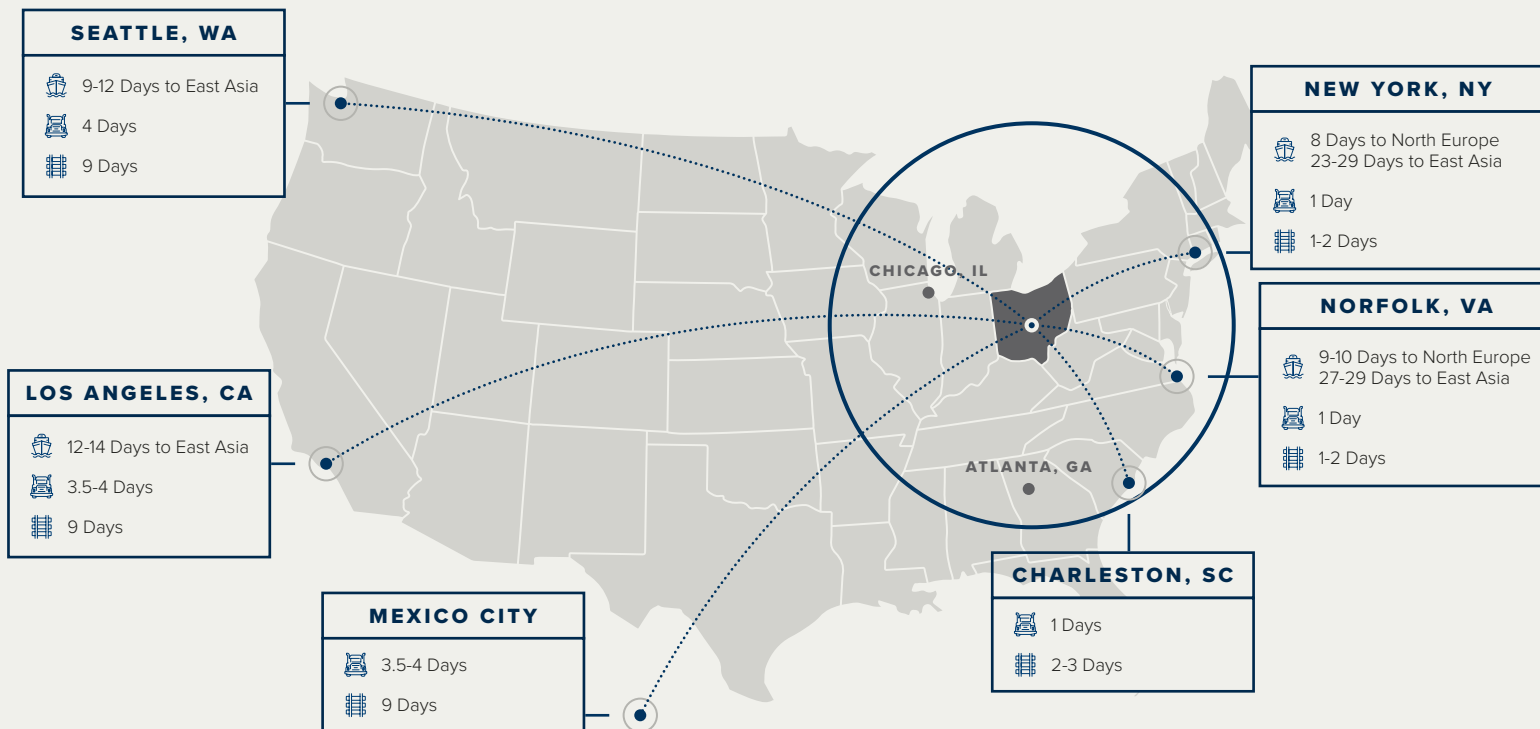 SEATTLE, WA
9-12 Days to East Asia
4 Days
9 Days
NEW YORK, NY
8 Days to North Europe
23-29 Days to East Asia
1 Day
1-2 Days
CHICAGO, IL
NORFOLK, VA
9-10 Days to North Europe
27-29 Days to East Asia
1 Day
1-2 Days
LOS ANGELES, CA
12-14 Days to East Asia
3.5-4 Days
9 Days
ATLANTA, GA
CHARLESTON, SC
1 Days
2-3 Days
MEXICO CITY
3.5-4 Days
9 Days